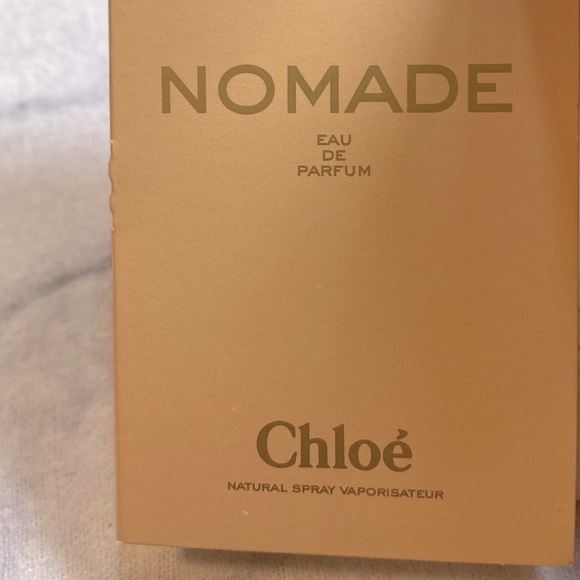 NOMADE
EAU
DE
PARFUM
Chloé
NATURAL SPRAY VAPORISATEUR